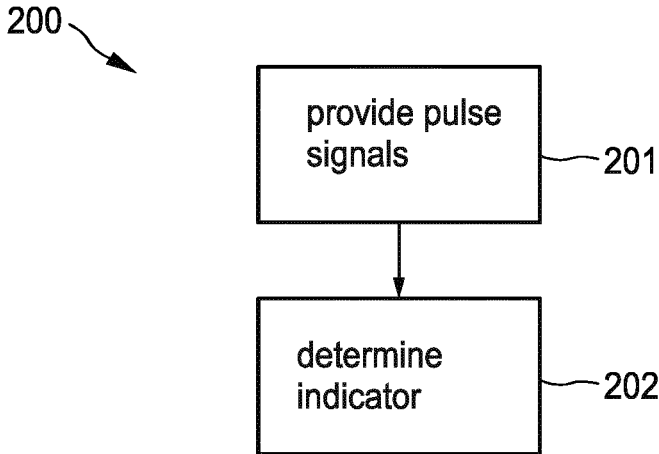 200
provide pulse
signals
201
determine
indicator
202